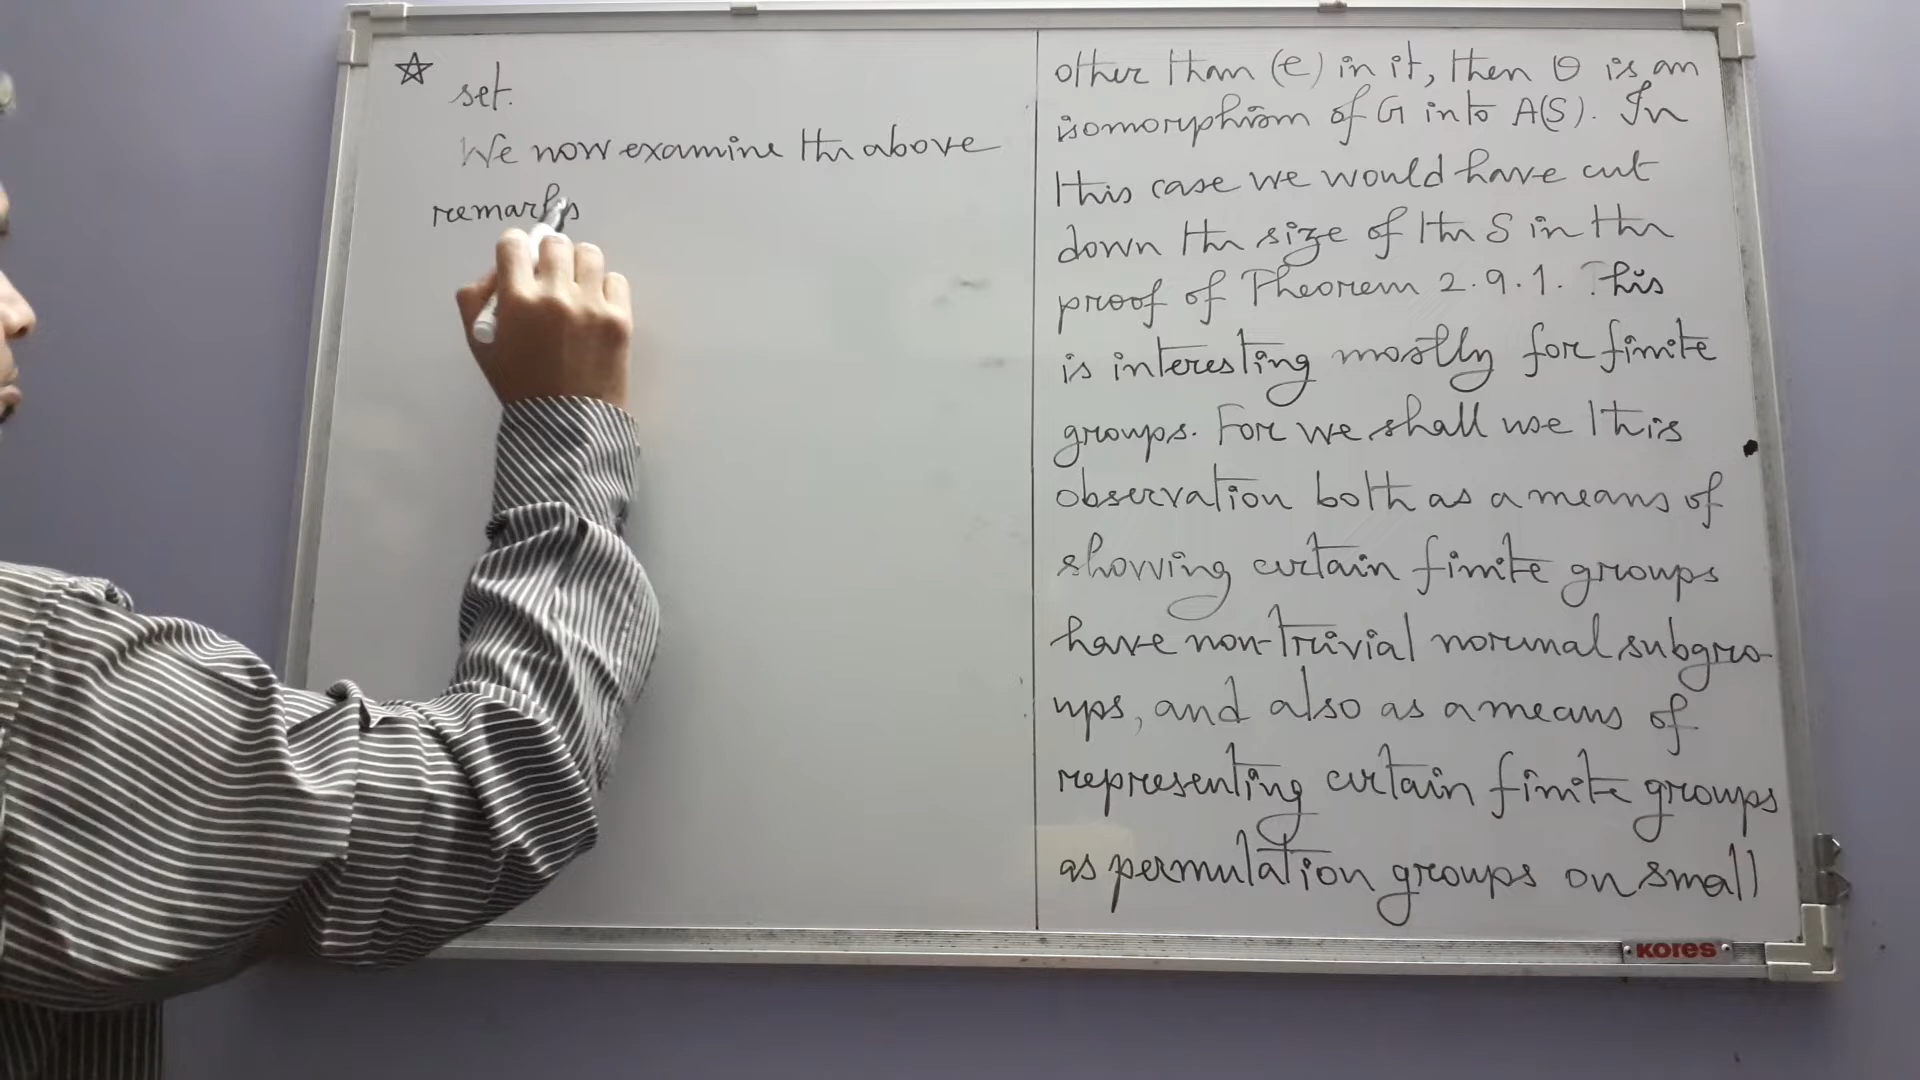 set.
We now examine the above
remarks
other than (e) in it, then θ is an
isomorphism of G into A(S). In
this case we would have cut
down the size of the S in the
proof of Theorem 2.9.1. This
is interesting mostly for finite
groups. For we shall use this
observation both as a means of
showing certain finite groups
have non-trivial normal subgro-
ups, and also as a means of
representing certain finite groups
as permutation groups on small
KORES